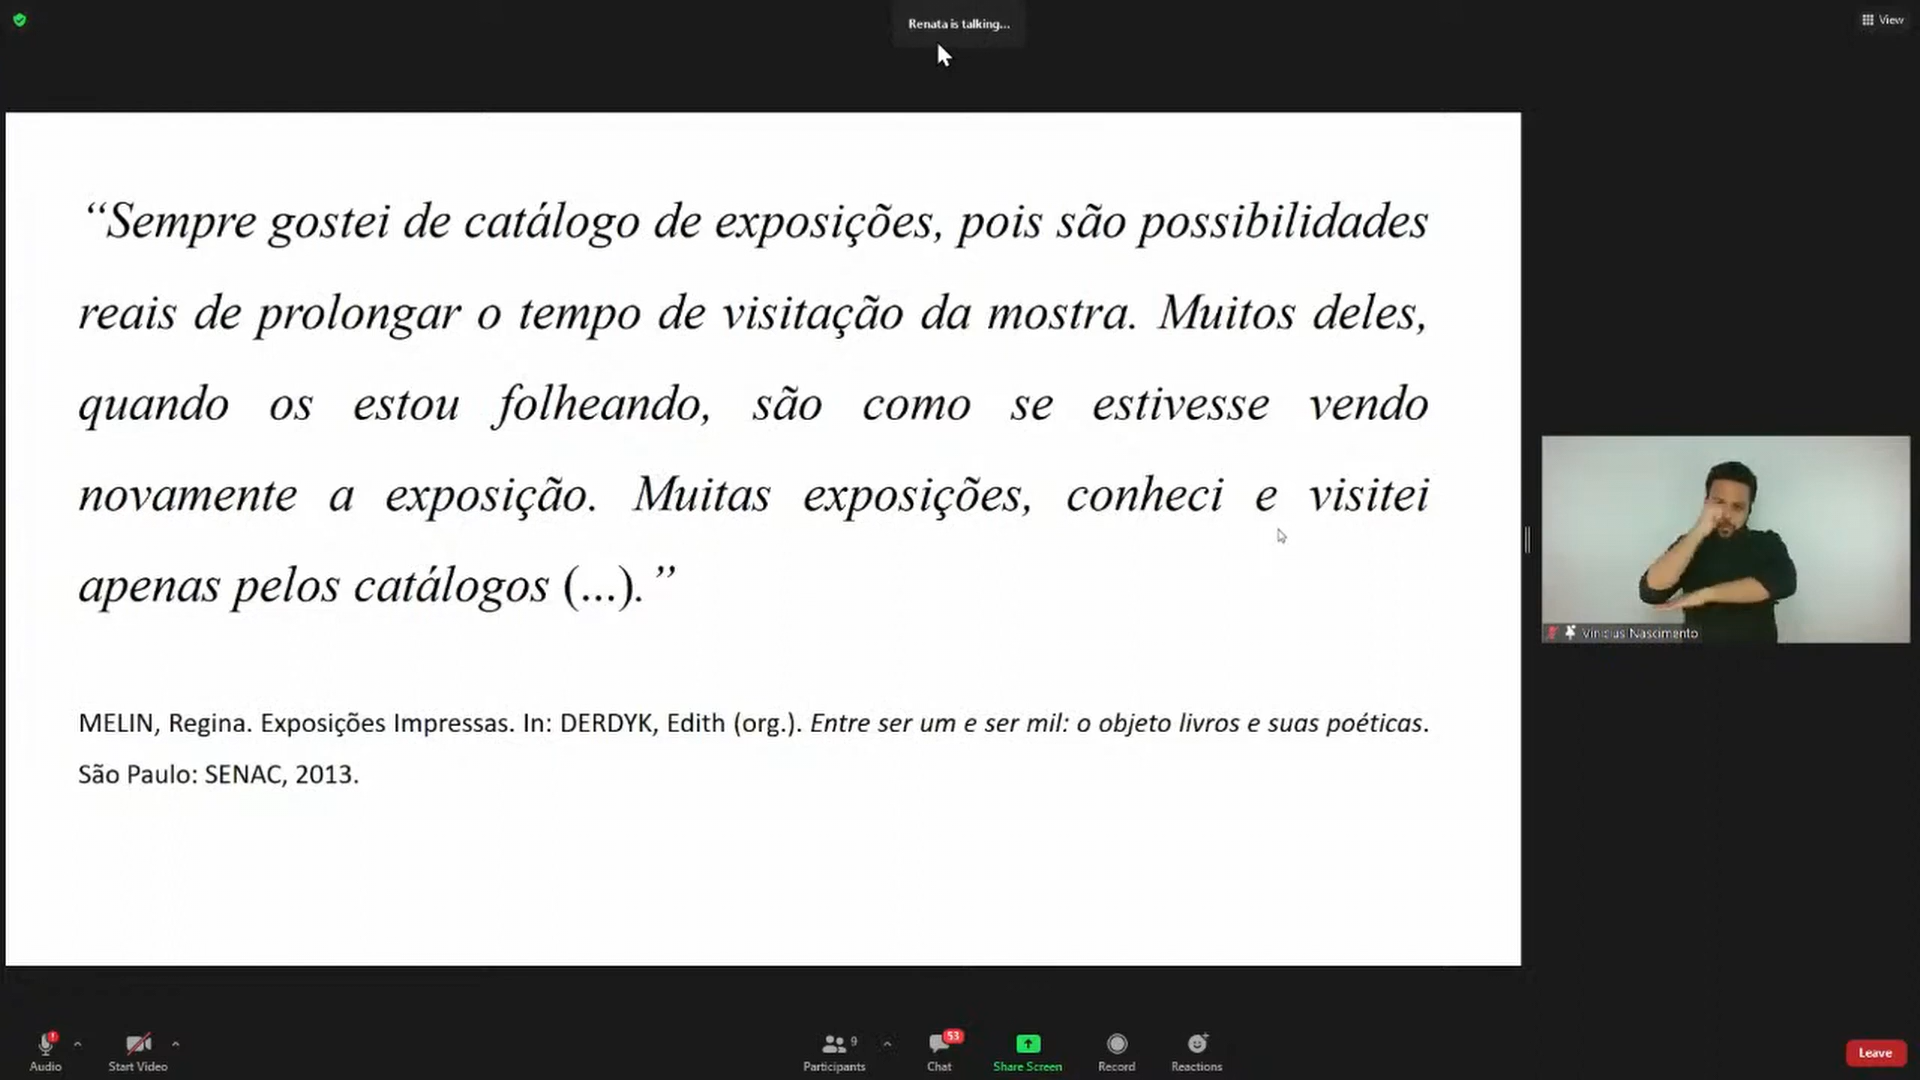 Renata is talking...
View
“Sempre gostei de catálogo de exposições, pois são possibilidades
reais de prolongar o tempo de visitação da mostra. Muitos deles,
quando os estou folheando, são como se estivesse vendo
novamente a exposição. Muitas exposições, conheci e visitei
apenas pelos catálogos (...).”
MELIN, Regina. Exposições Impressas. In: DERDYK, Edith (org.). Entre ser um e ser mil: o objeto livros e suas poéticas.
São Paulo: SENAC, 2013.
Vinicius Nascimento
Audio
Start Video
Participants 9
Chat 53
Share Screen
Record
Reactions
Leave